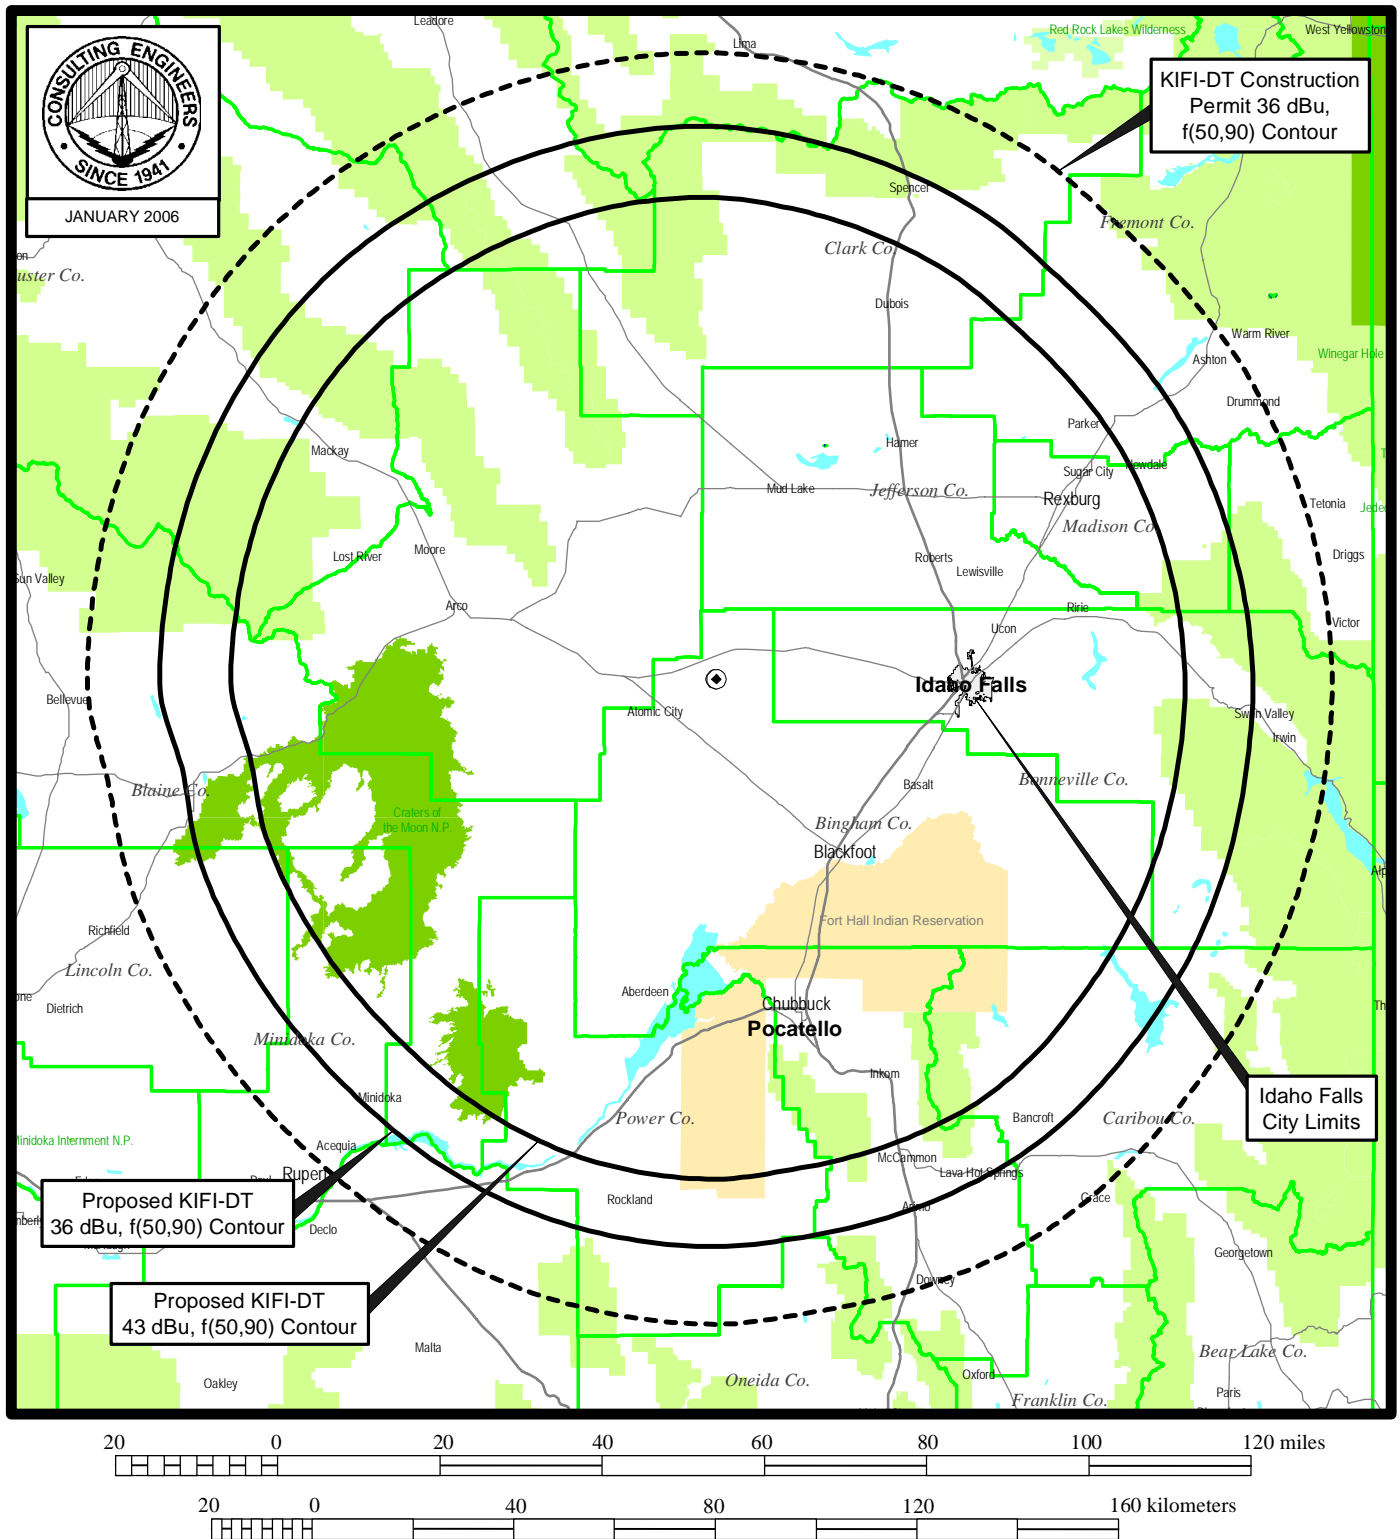 CONSULTING ENGINEERS
SINCE 1941
JANUARY 2006
Leadore
Lima
Red Rock Lakes Wilderness
West Yellowston
KIFI-DT Construction
Permit 36 dBu,
f(50,90) Contour
Spencer
Fremont Co.
Clark Co.
on
uster Co.
Dubois
Warm River
Winegar Hole
Ashton
Drummond
Parker
Mackay
Hamer
Newdale
Sugar City
Mud Lake
Jefferson Co.
Rexburg
Tetonia
Jede
Madison Co.
Lost River
Moore
Roberts
Driggs
Lewisville
Sun Valley
Arco
Ririe
Victor
Ucon
Idaho Falls
Bellevue
Atomic City
Swan Valley
Irwin
Blaine Co.
Basalt
Bonneville Co.
Craters of
the Moon N.P.
Bingham Co.
Blackfoot
Alp
Richfield
Fort Hall Indian Reservation
Lincoln Co.
Aberdeen
Chubbuck
one
Dietrich
Th
Pocatello
Minidoka Co.
Inkom
Minidoka
Power Co.
Bancroft
Caribou Co.
Idaho Falls
City Limits
Minidoka Internment N.P.
Acequia
McCammon
Rupert
Lava Hot Springs
Rockland
Grace
Arimo
Proposed KIFI-DT
36 dBu, f(50,90) Contour
Declo
Georgetown
Downey
Proposed KIFI-DT
43 dBu, f(50,90) Contour
Malta
Bear Lake Co.
Oakley
Oneida Co.
Oxford
Franklin Co.
Paris
20 0 20 40 60 80 100 120 miles
20 0 40 80 120 160 kilometers